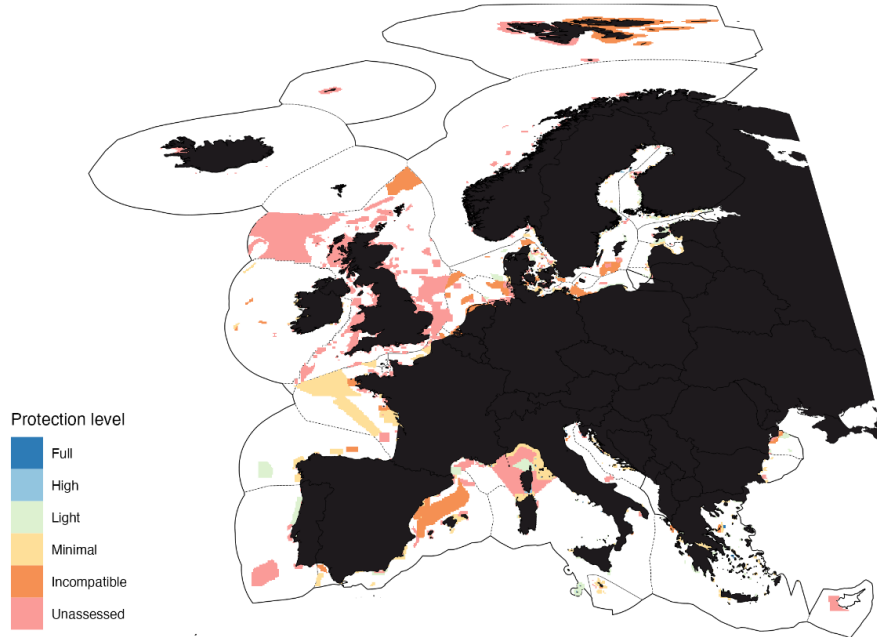 Protection level
Full
High
Light
Minimal
Incompatible
Unassessed